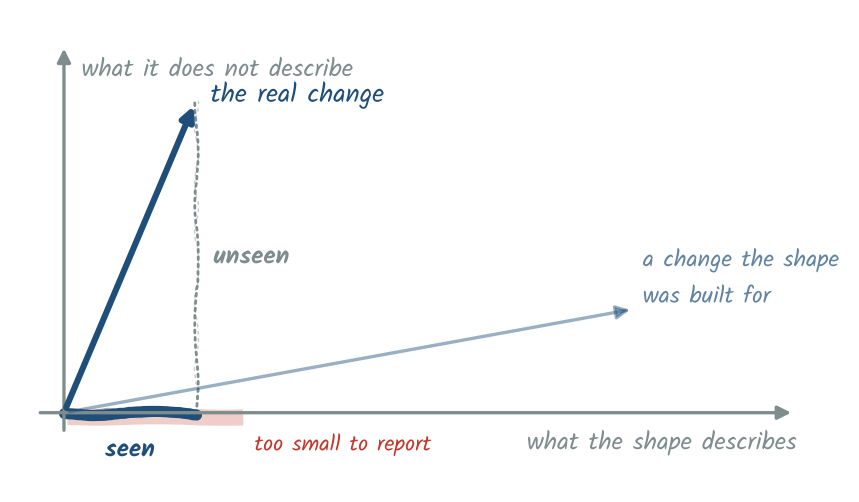 what it does not describe
the real change
unseen
a change the shape
was built for
seen
too small to report
what the shape describes